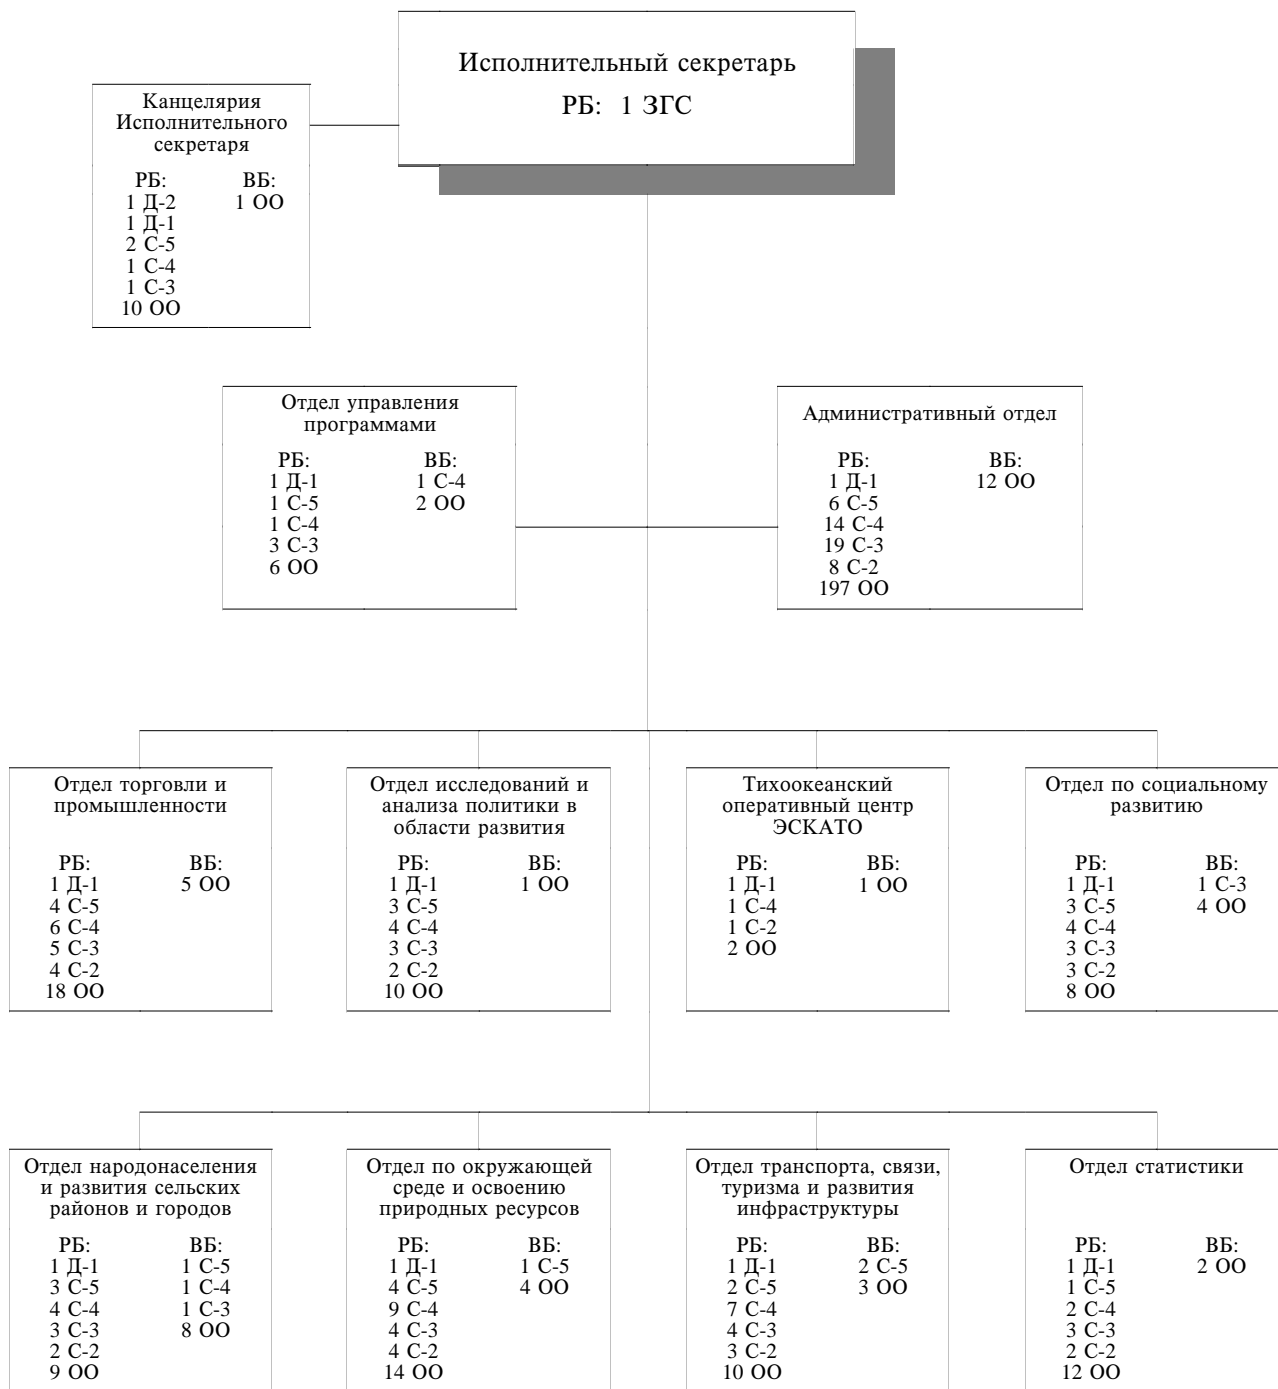 Исполнительный секретарь
РБ: 1 ЗГС
Канцелярия
Исполнительного
секретаря
РБ: ВБ:
1 Д-2 1 ОО
1 Д-1
2 С-5
1 С-4
1 С-3
10 ОО
Отдел управления
программами
РБ: ВБ:
1 Д-1 1 С-4
1 С-5 2 ОО
1 С-4
3 С-3
6 ОО
Административный отдел
РБ: ВБ:
1 Д-1 12 ОО
6 С-5
14 С-4
19 С-3
8 С-2
197 ОО
Отдел торговли и
промышленности
РБ: ВБ:
1 Д-1 5 ОО
4 С-5
6 С-4
5 С-3
4 С-2
18 ОО
Отдел исследований и
анализа политики в
области развития
РБ: ВБ:
1 Д-1 1 ОО
3 С-5
4 С-4
3 С-3
2 С-2
10 ОО
Тихоокеанский
оперативный центр
ЭСКАТО
РБ: ВБ:
1 Д-1 1 ОО
1 С-4
1 С-2
2 ОО
Отдел по социальному
развитию
РБ: ВБ:
1 Д-1 1 С-3
3 С-5 4 ОО
4 С-4
3 С-3
3 С-2
8 ОО
Отдел народонаселения
и развития сельских
районов и городов
РБ: ВБ:
1 Д-1 1 С-5
3 С-5 1 С-4
4 С-4 1 С-3
3 С-3 8 ОО
2 С-2
9 ОО
Отдел по окружающей
среде и освоению
природных ресурсов
РБ: ВБ:
1 Д-1 1 С-5
4 С-5 4 ОО
9 С-4
4 С-3
4 С-2
14 ОО
Отдел транспорта, связи,
туризма и развития
инфраструктуры
РБ: ВБ:
1 Д-1 2 С-5
2 С-5 3 ОО
7 С-4
4 С-3
3 С-2
10 ОО
Отдел статистики
РБ: ВБ:
1 Д-1 2 ОО
1 С-5
2 С-4
3 С-3
2 С-2
12 ОО